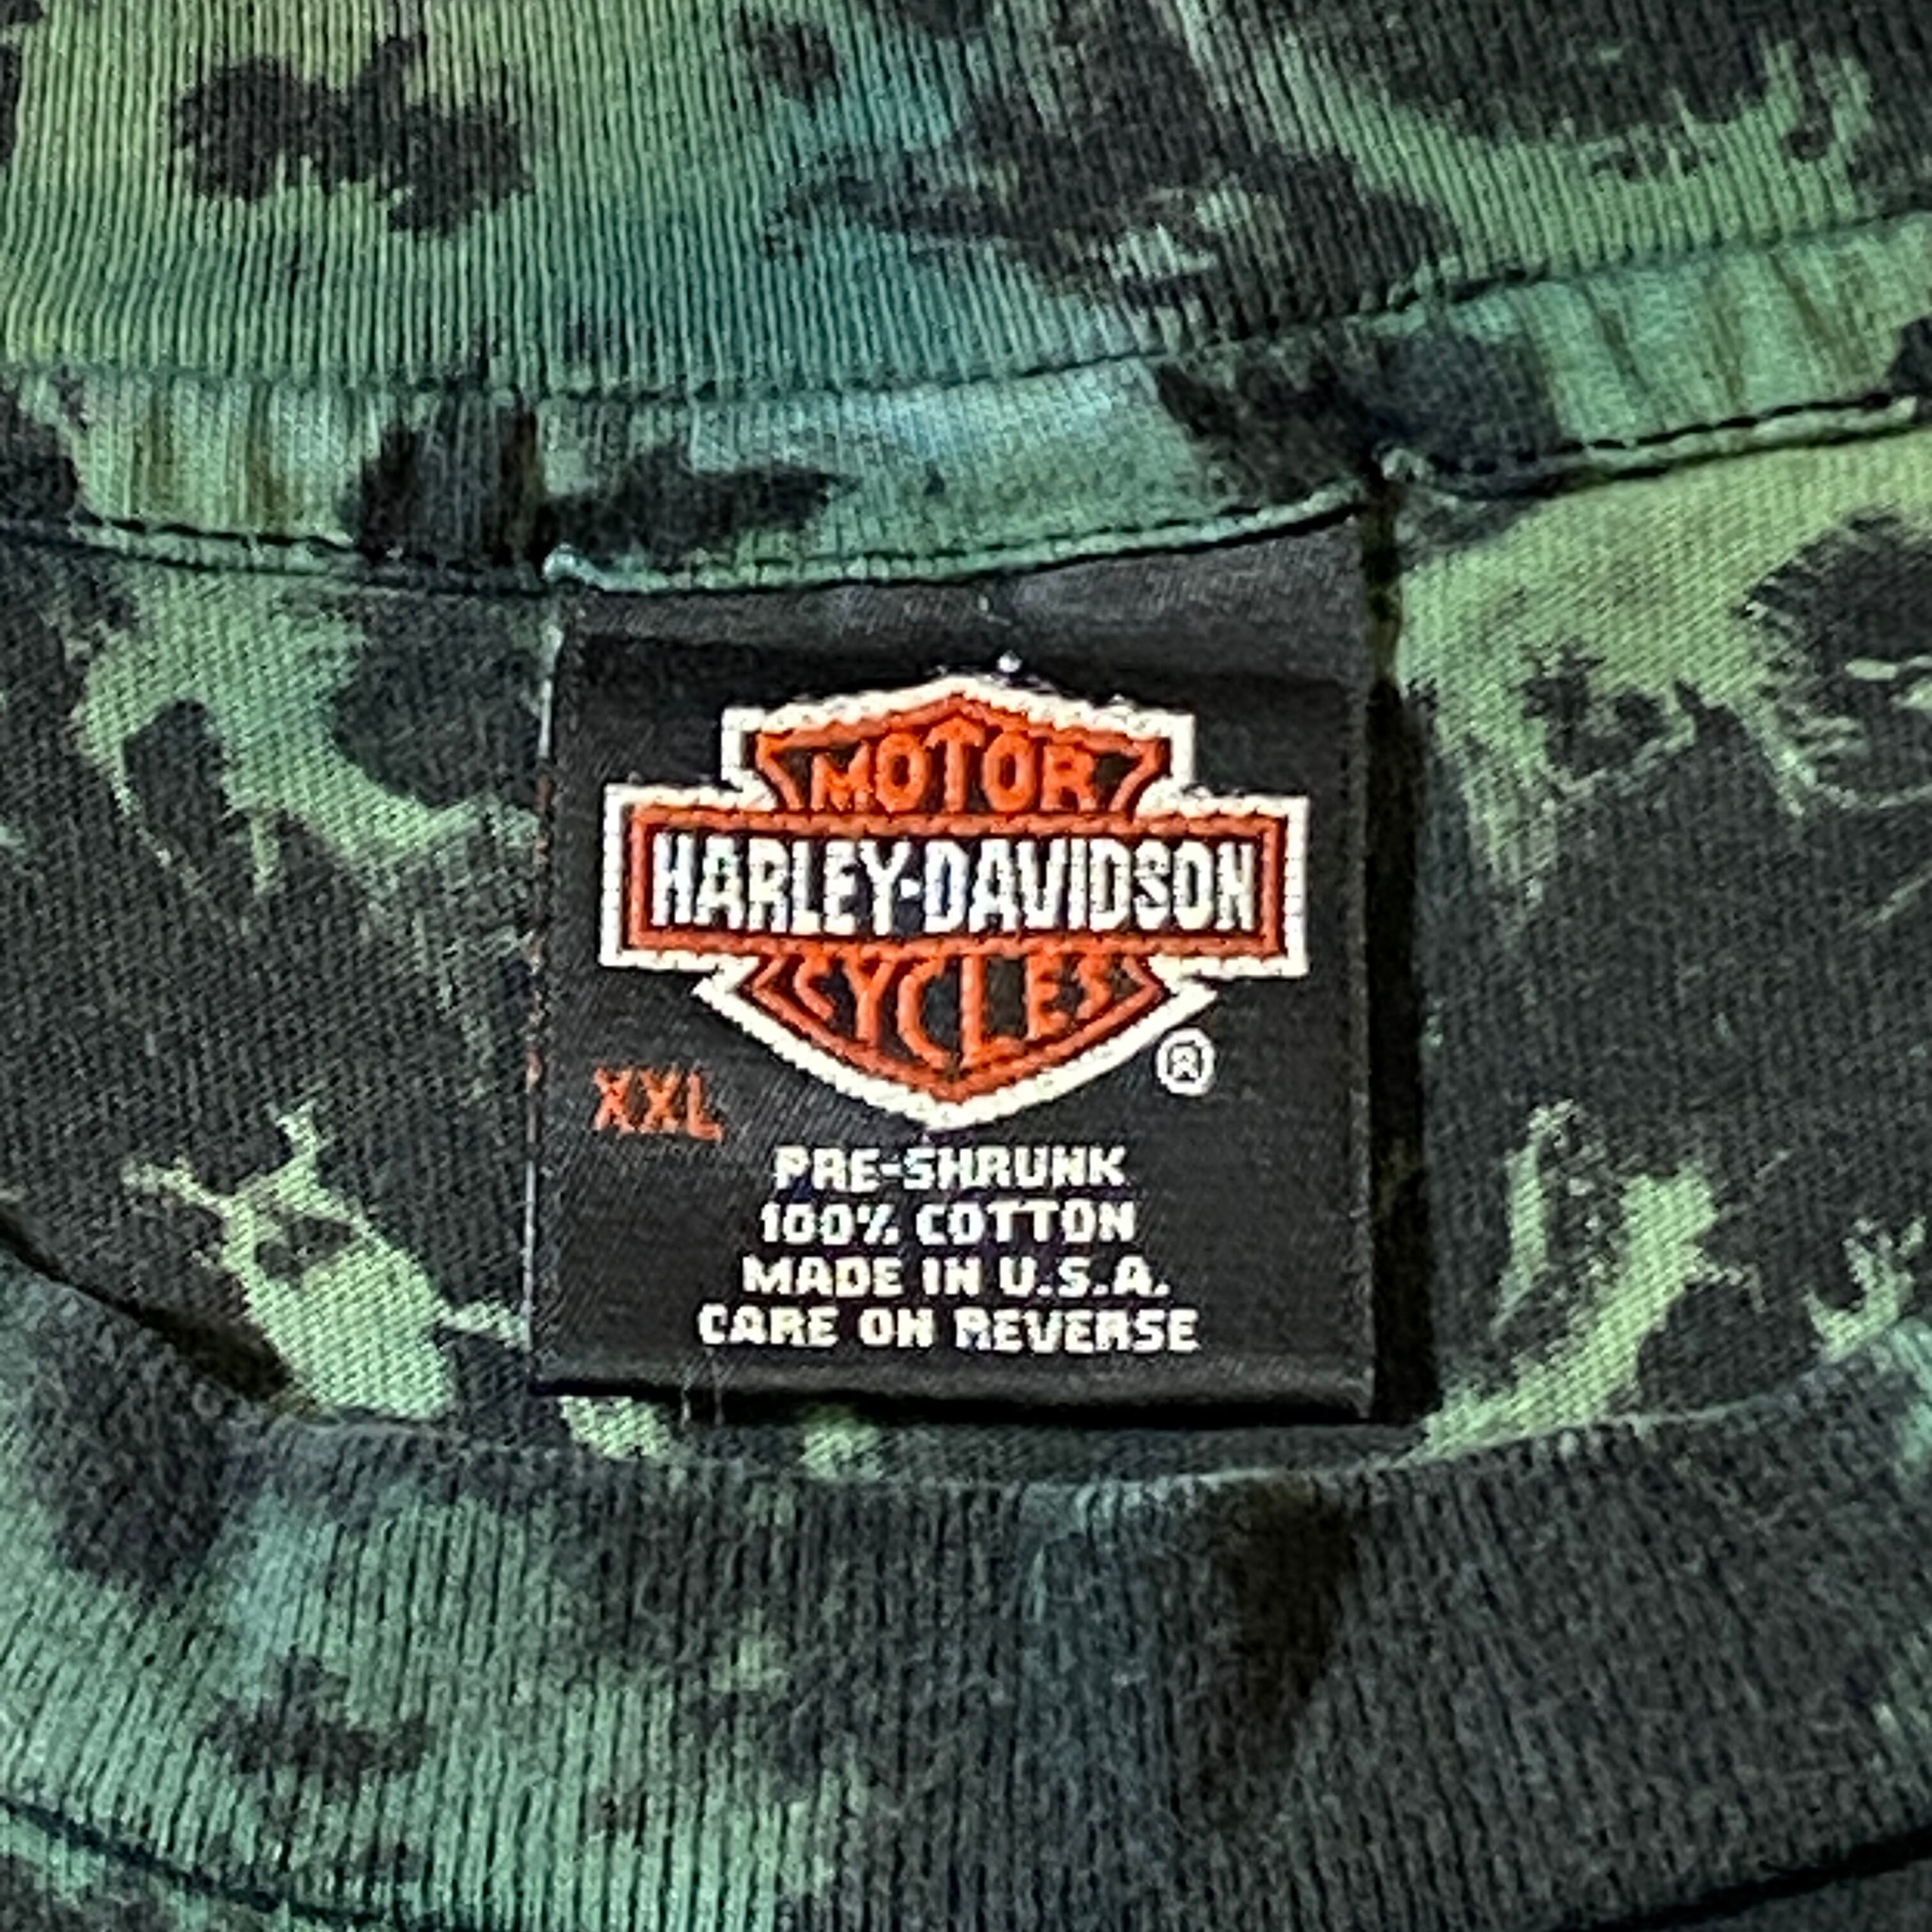 MOTOR
HARLEY-DAVIDSON
CYCLES
®
XXL
PRE-SHRUNK
100% COTTON
MADE IN U.S.A.
CARE ON REVERSE